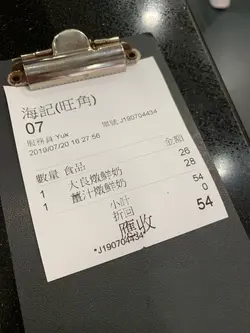 海記(旺角)
07
服務員 Yuk 單號 J190704434
2019/07/20 16:27:56
數量 食品 金額
1 大良燉鮮奶 26
1 薑汁燉鮮奶 28
小計 54
折回 0
應收 54
*J190704434*